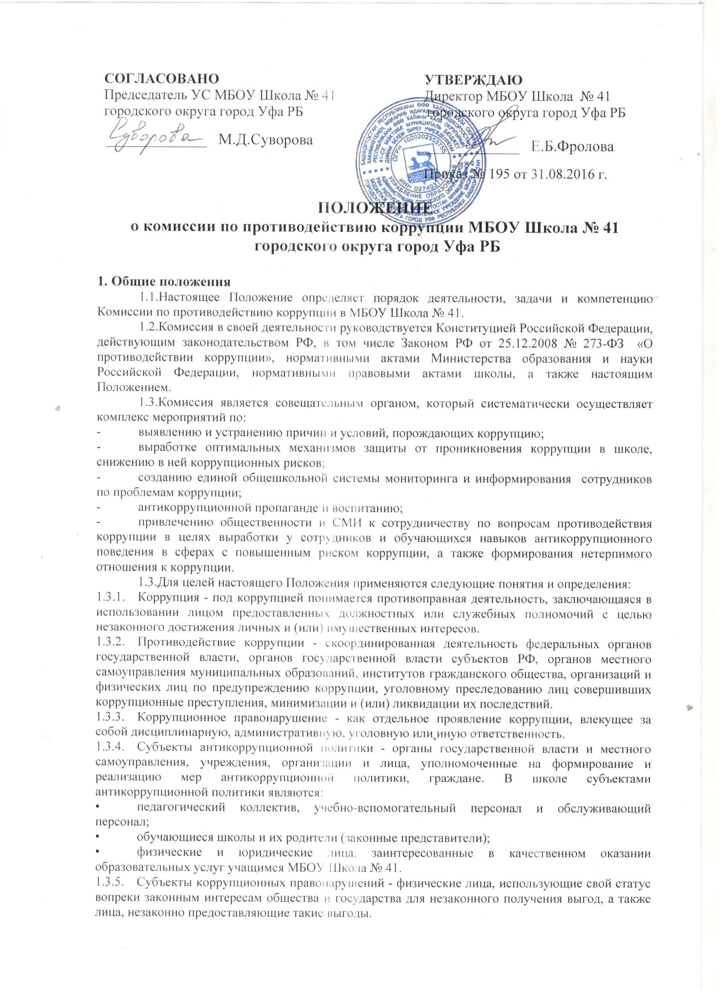 СОГЛАСОВАНО
Председатель УС МБОУ Школа № 41
городского округа город Уфа РБ
Суворова М.Д.Суворова
УТВЕРЖДАЮ
Директор МБОУ Школа № 41
городского округа город Уфа РБ
Е.Б.Фролова
Приказ № 195 от 31.08.2016 г.
ОГРН 1020202553755
УПРАВЛЕНИЕ ОБРАЗОВАНИЯ
ПОЛОЖЕНИЕ
о комиссии по противодействию коррупции МБОУ Школа № 41
городского округа город Уфа РБ
1. Общие положения
1.1.Настоящее Положение определяет порядок деятельности, задачи и компетенцию
Комиссии по противодействию коррупции в МБОУ Школа № 41.
1.2.Комиссия в своей деятельности руководствуется Конституцией Российской Федерации,
действующим законодательством РФ, в том числе Законом РФ от 25.12.2008 № 273-ФЗ «О
противодействии коррупции», нормативными актами Министерства образования и науки
Российской Федерации, нормативными правовыми актами школы, а также настоящим
Положением.
1.3.Комиссия является совещательным органом, который систематически осуществляет
комплекс мероприятий по:
- выявлению и устранению причин и условий, порождающих коррупцию;
- выработке оптимальных механизмов защиты от проникновения коррупции в школе,
снижению в ней коррупционных рисков;
- созданию единой общешкольной системы мониторинга и информирования сотрудников
по проблемам коррупции;
- антикоррупционной пропаганде и воспитанию;
- привлечению общественности и СМИ к сотрудничеству по вопросам противодействия
коррупции в целях выработки у сотрудников и обучающихся навыков антикоррупционного
поведения в сферах с повышенным риском коррупции, а также формирования нетерпимого
отношения к коррупции.
1.3.Для целей настоящего Положения применяются следующие понятия и определения:
1.3.1. Коррупция - под коррупцией понимается противоправная деятельность, заключающаяся в
использовании лицом предоставленных должностных или служебных полномочий с целью
незаконного достижения личных и (или) имущественных интересов.
1.3.2. Противодействие коррупции - скоординированная деятельность федеральных органов
государственной власти, органов государственной власти субъектов РФ, органов местного
самоуправления муниципальных образований, институтов гражданского общества, организаций и
физических лиц по предупреждению коррупции, уголовному преследованию лиц совершивших
коррупционные преступления, минимизации и (или) ликвидации их последствий.
1.3.3. Коррупционное правонарушение - как отдельное проявление коррупции, влекущее за
собой дисциплинарную, административную, уголовную или иную ответственность.
1.3.4. Субъекты антикоррупционной политики - органы государственной власти и местного
самоуправления, учреждения, организации и лица, уполномоченные на формирование и
реализацию мер антикоррупционной политики, граждане. В школе субъектами
антикоррупционной политики являются:
• педагогический коллектив, учебно-вспомогательный персонал и обслуживающий
персонал;
• обучающиеся школы и их родители (законные представители);
• физические и юридические лица, заинтересованные в качественном оказании
образовательных услуг учащимся МБОУ Школа № 41.
1.3.5. Субъекты коррупционных правонарушений - физические лица, использующие свой статус
вопреки законным интересам общества и государства для незаконного получения выгод, а также
лица, незаконно предоставляющие такие выгоды.